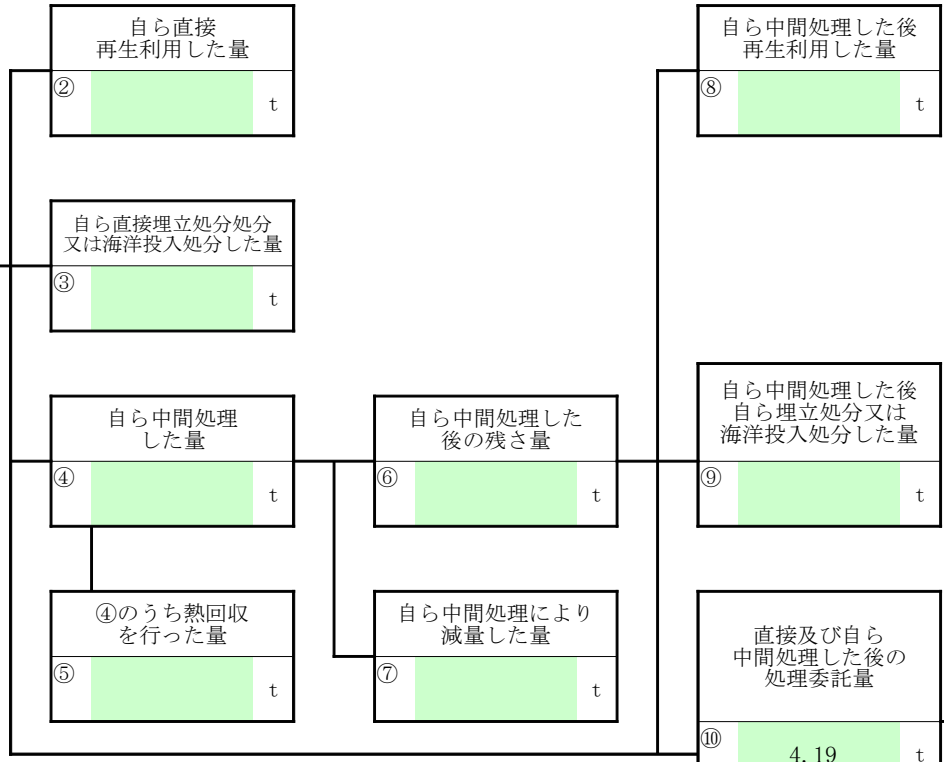 自ら直接
再生利用した量
②
t
自ら中間処理した後
再生利用した量
⑧
t
自ら直接埋立処分処分
又は海洋投入処分した量
③
t
自ら中間処理
した量
④
t
自ら中間処理した
後の残さ量
⑥
t
自ら中間処理した後
自ら埋立処分又は
海洋投入処分した量
⑨
t
④のうち熱回収
を行った量
⑤
t
自ら中間処理により
減量した量
⑦
t
直接及び自ら
中間処理した後の
処理委託量
⑩
4.19 t